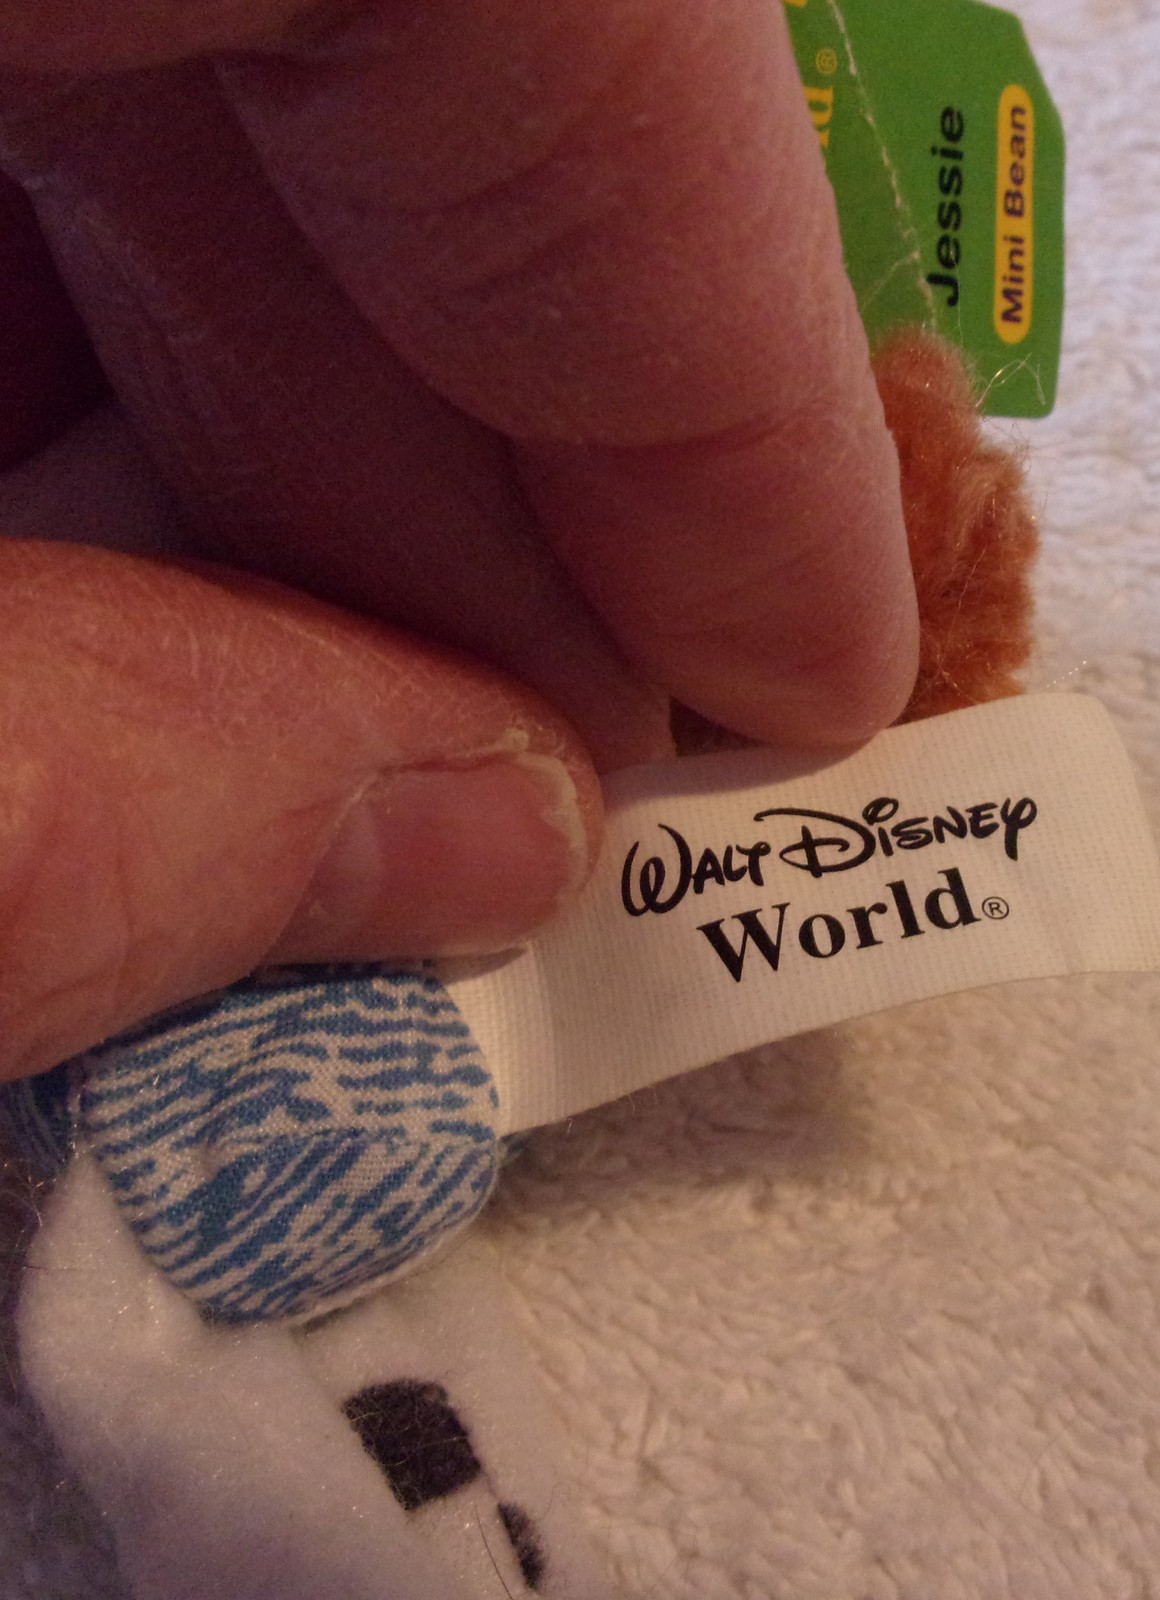 Jessie
Mini Bean
WALT DISNEY
World®